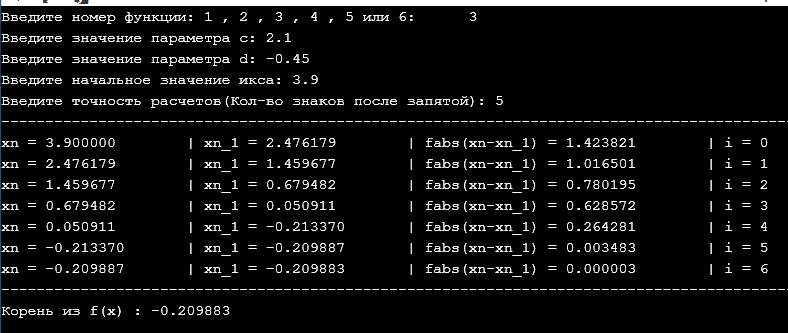 Введите номер функции: 1 , 2 , 3 , 4 , 5 или 6: 3
Введите значение параметра c: 2.1
Введите значение параметра d: -0.45
Введите начальное значение икса: 3.9
Введите точность расчетов(Кол-во знаков после запятой): 5
xn = 3.900000 | xn_1 = 2.476179 | fabs(xn-xn_1) = 1.423821 | i = 0
xn = 2.476179 | xn_1 = 1.459677 | fabs(xn-xn_1) = 1.016501 | i = 1
xn = 1.459677 | xn_1 = 0.679482 | fabs(xn-xn_1) = 0.780195 | i = 2
xn = 0.679482 | xn_1 = 0.050911 | fabs(xn-xn_1) = 0.628572 | i = 3
xn = 0.050911 | xn_1 = -0.213370 | fabs(xn-xn_1) = 0.264281 | i = 4
xn = -0.213370 | xn_1 = -0.209887 | fabs(xn-xn_1) = 0.003483 | i = 5
xn = -0.209887 | xn_1 = -0.209883 | fabs(xn-xn_1) = 0.000003 | i = 6
Корень из f(x) : -0.209883